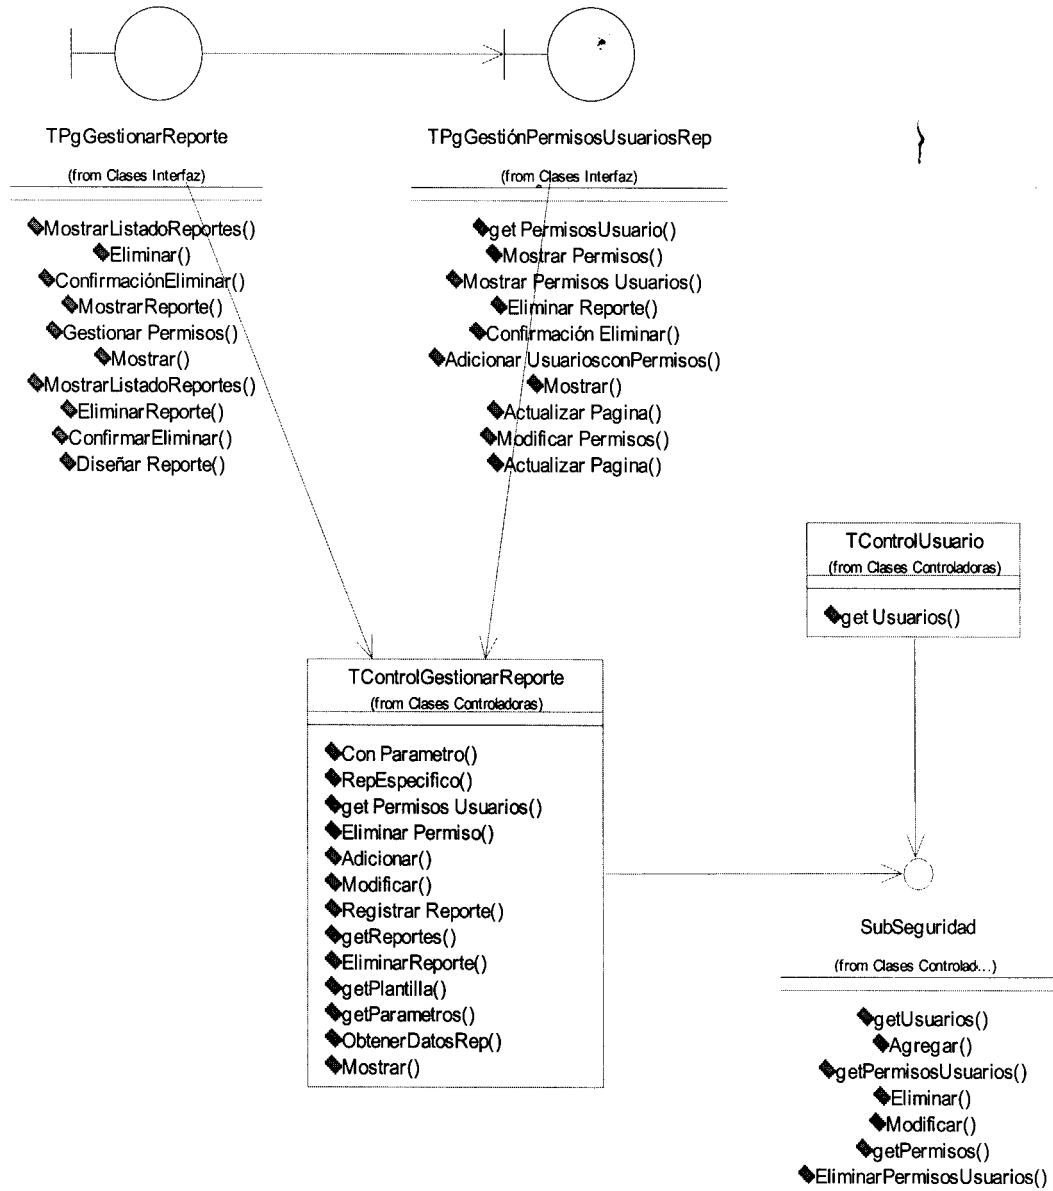 TPgGestionarReporte
(from Clases Interfaz)
MostrarListadoReportes()
Eliminar()
ConfirmaciónEliminar()
MostrarReporte()
Gestionar Permisos()
Mostrar()
MostrarListadoReportes()
EliminarReporte()
ConfirmarEliminar()
Diseñar Reporte()
TPgGestiónPermisosUsuariosRep
(from Clases Interfaz)
get PermisosUsuario()
Mostrar Permisos()
Mostrar Permisos Usuarios()
Eliminar Reporte()
Confirmación Eliminar()
Adicionar UsuariosconPermisos()
Mostrar()
Actualizar Pagina()
Modificar Permisos()
Actualizar Pagina()
TControlUsuario
(from Clases Controladoras)
get Usuarios()
TControlGestionarReporte
(from Clases Controladoras)
Con Parametro()
RepEspecifico()
get Permisos Usuarios()
Eliminar Permiso()
Adicionar()
Modificar()
Registrar Reporte()
getReportes()
EliminarReporte()
getPlantilla()
getParametros()
ObtenerDatosRep()
Mostrar()
SubSeguridad
(from Clases Controlad...)
getUsuarios()
Agregar()
getPermisosUsuarios()
Eliminar()
Modificar()
getPermisos()
EliminarPermisosUsuarios()